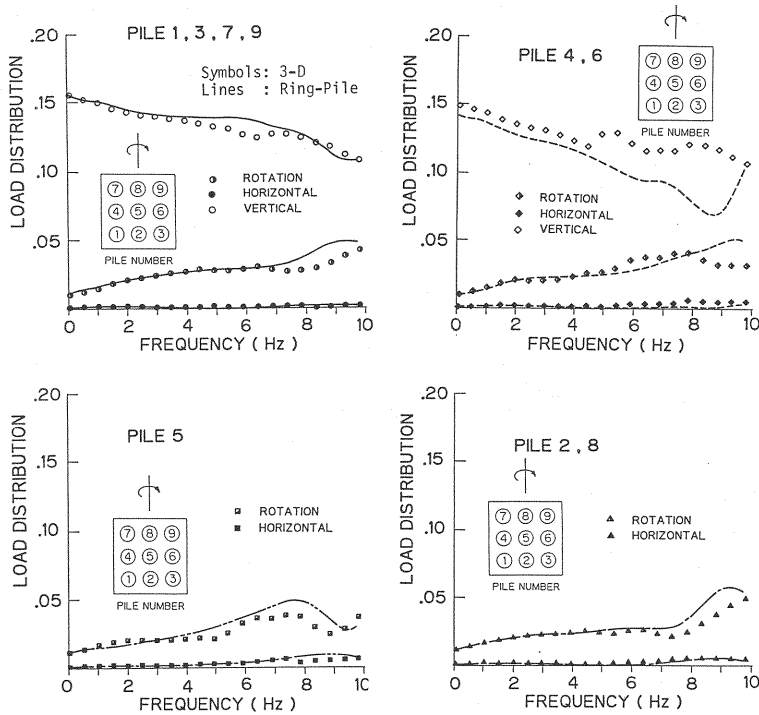 PILE 1, 3, 7, 9
Symbols: 3-D
Lines : Ring-Pile
LOAD DISTRIBUTION
.20
.15
.10
.05
7 8 9
4 5 6
1 2 3
PILE NUMBER
ROTATION
HORIZONTAL
VERTICAL
0 2 4 6 8 10
FREQUENCY ( Hz )
PILE 4, 6
LOAD DISTRIBUTION
.20
.15
.10
.05
7 8 9
4 5 6
1 2 3
PILE NUMBER
ROTATION
HORIZONTAL
VERTICAL
0 2 4 6 8 10
FREQUENCY ( Hz )
PILE 5
LOAD DISTRIBUTION
.20
.15
.10
.05
7 8 9
4 5 6
1 2 3
PILE NUMBER
ROTATION
HORIZONTAL
0 2 4 6 8 10
FREQUENCY ( Hz )
PILE 2, 8
LOAD DISTRIBUTION
.20
.15
.10
.05
7 8 9
4 5 6
1 2 3
PILE NUMBER
ROTATION
HORIZONTAL
0 2 4 6 8 10
FREQUENCY ( Hz )